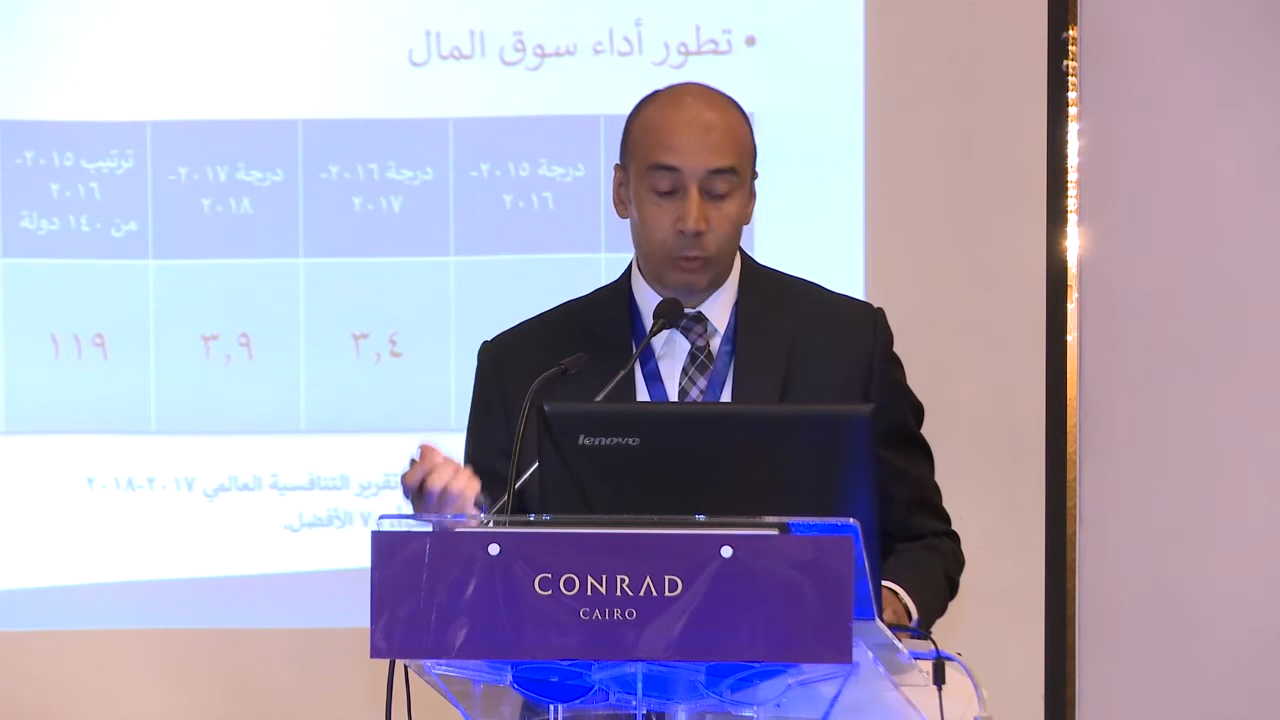 • تطور أداء سوق المال
درجة ٢٠١٥-
٢٠١٦
درجة ٢٠١٦-
٢٠١٧
درجة ٢٠١٧-
٢٠١٨
ترتيب ٢٠١٥-
٢٠١٦
من ١٤٠ دولة
٣,٤
٣,٩
١١٩
تقرير التنافسية العالمي ٢٠١٧-٢٠١٨
٧ الأفضل.
lenovo
CONRAD
CAIRO